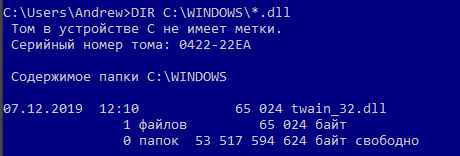 C:\Users\Andrew>DIR C:\WINDOWS\*.dll
Том в устройстве C не имеет метки.
Серийный номер тома: 0422-22EA
Содержимое папки C:\WINDOWS
07.12.2019  12:10            65 024 twain_32.dll
1 файлов         65 024 байт
0 папок  53 517 594 624 байт свободно